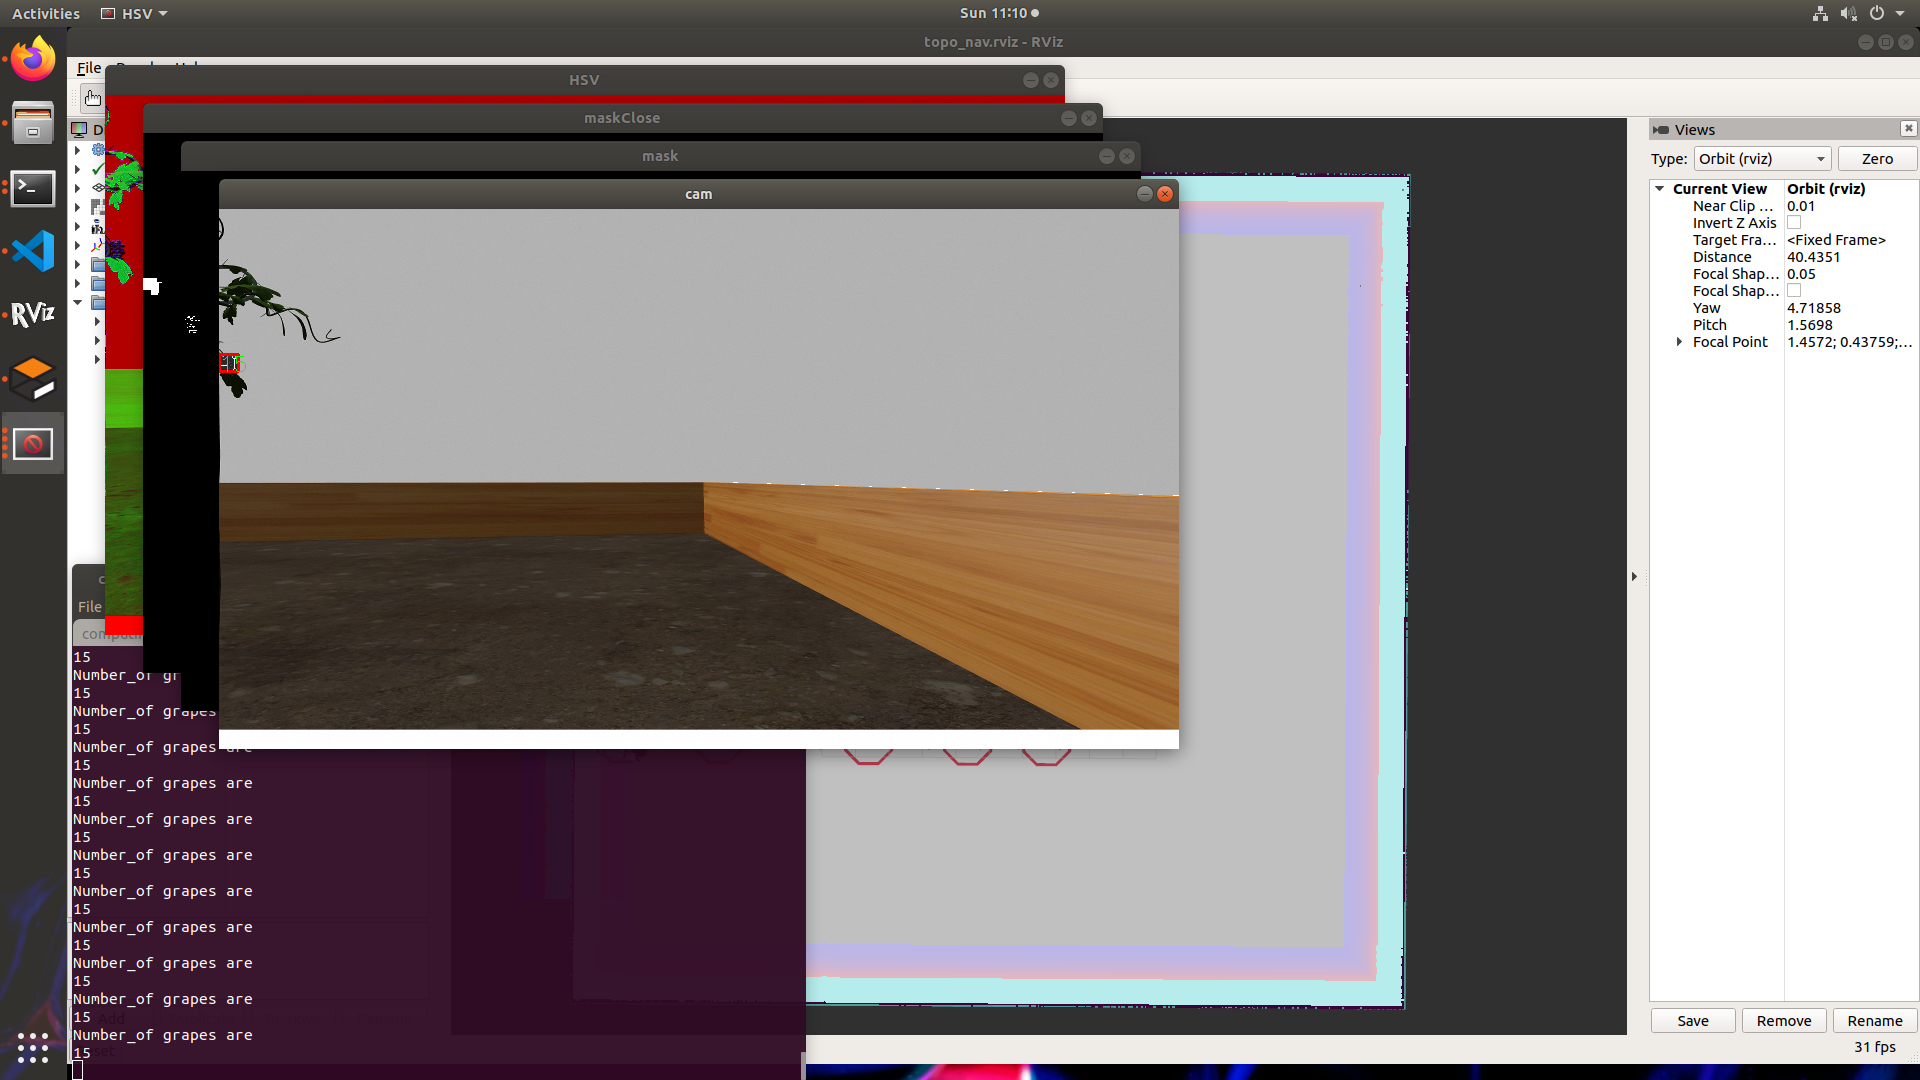 Activities HSV Sun 11:10
topo_nav.rviz - RViz
File
HSV
maskClose
mask
cam
RViz
Views
Type: Orbit (rviz) Zero
Current View Orbit (rviz)
Near Clip ... 0.01
Invert Z Axis
Target Fra... <Fixed Frame>
Distance 40.4351
Focal Shap... 0.05
Focal Shap...
Yaw 4.71858
Pitch 1.5698
Focal Point 1.4572; 0.43759;...
Save Remove Rename
31 fps
File
15
Number_of gr
15
Number_of grapes
15
Number_of grapes are
15
Number_of grapes are
15
Number_of grapes are
15
Number_of grapes are
15
Number_of grapes are
15
Number_of grapes are
15
Number_of grapes are
15
Number_of grapes are
15
Number_of grapes are
15